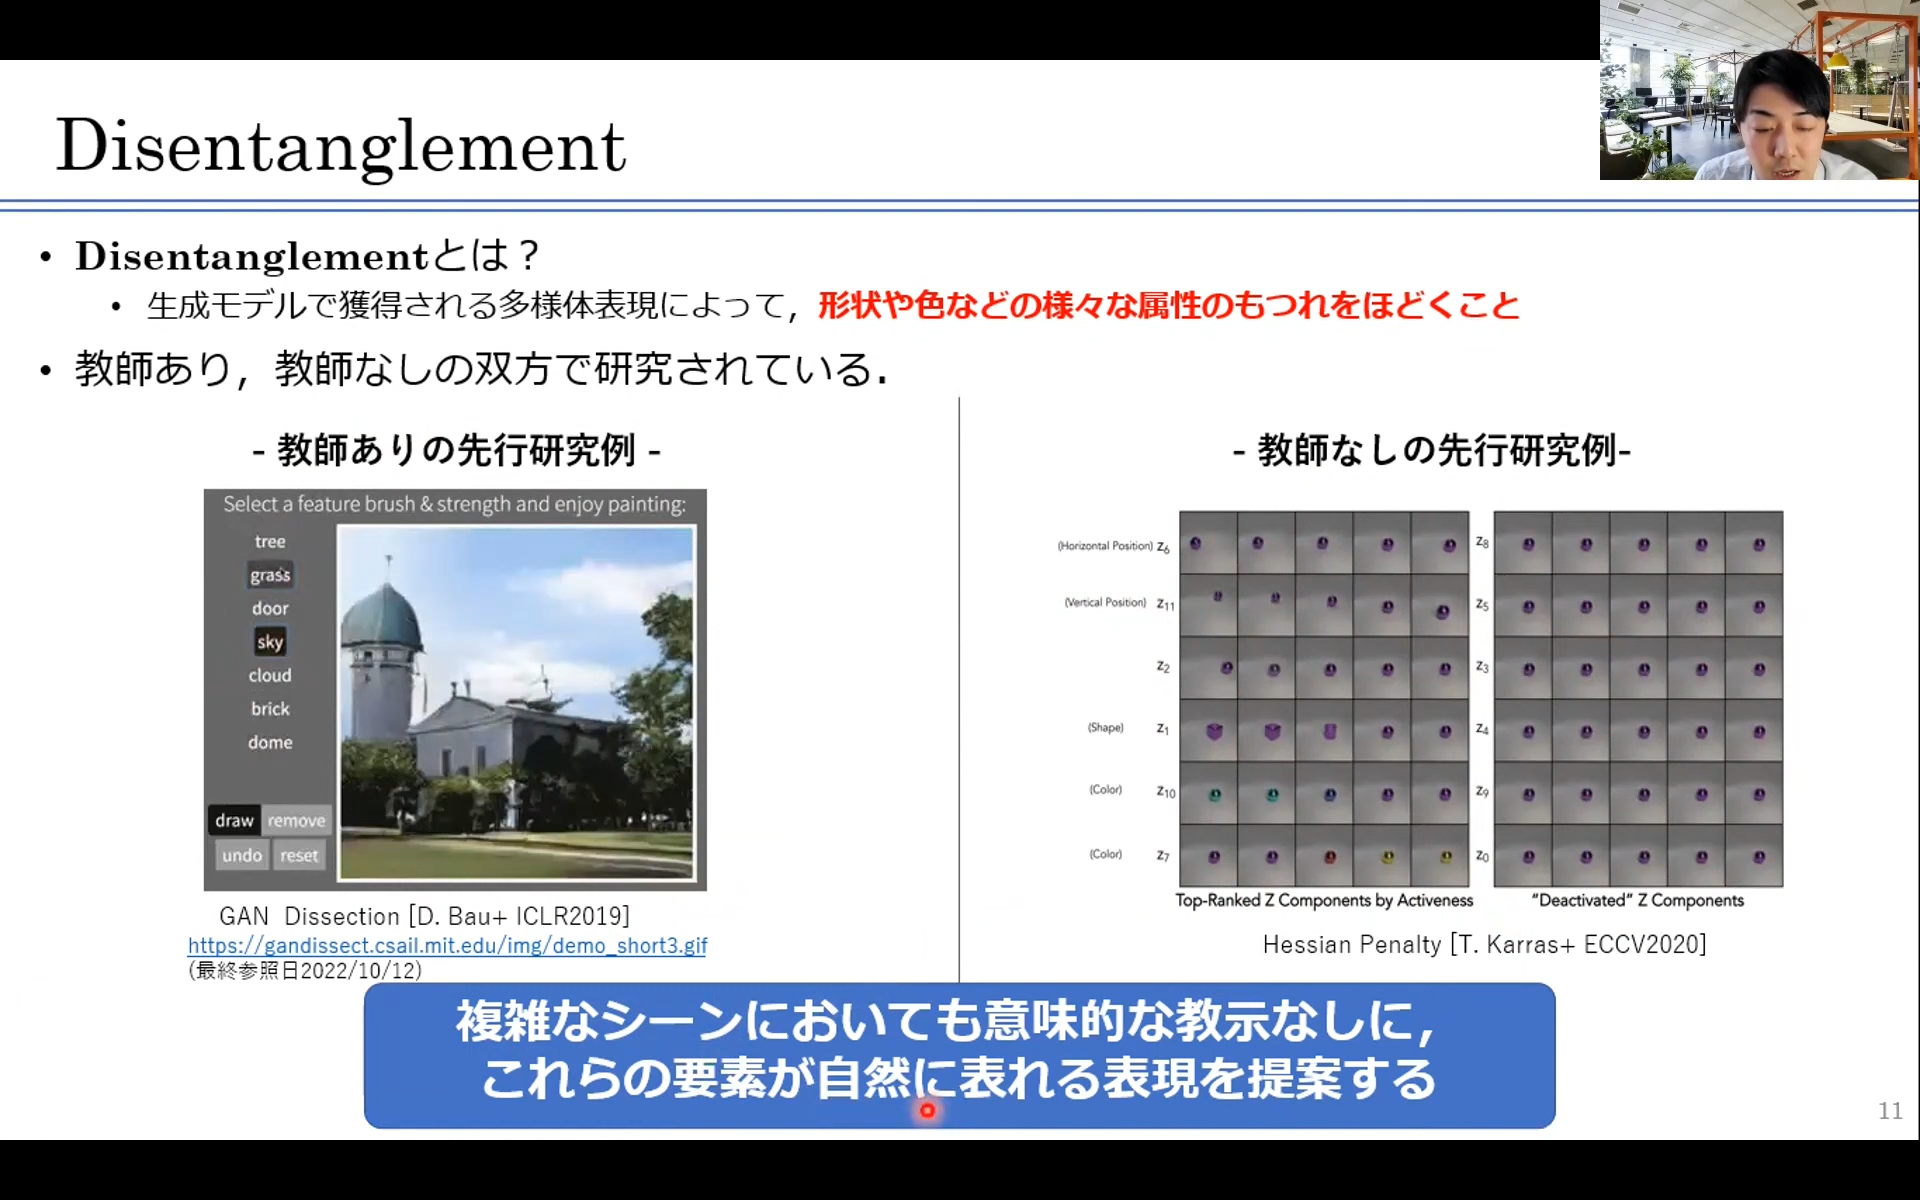 Disentanglement
• Disentanglementとは？
• 生成モデルで獲得される多様体表現によって，形状や色などの様々な属性のもつれをほどくこと
• 教師あり，教師なしの双方で研究されている．
- 教師ありの先行研究例 -
Select a feature brush & strength and enjoy painting:
tree
grass
door
sky
cloud
brick
dome
draw remove
undo reset
GAN Dissection [D. Bau+ ICLR2019]
https://gandissect.csail.mit.edu/img/demo_short3.gif
(最終参照日2022/10/12)
- 教師なしの先行研究例-
(Horizontal Position) Z6
(Vertical Position) Z11
Z2
(Shape) Z1
(Color) Z10
(Color) Z7
Z8
Z5
Z3
Z4
Z9
Z0
Top-Ranked Z Components by Activeness
“Deactivated” Z Components
Hessian Penalty [T. Karras+ ECCV2020]
複雑なシーンにおいても意味的な教示なしに，
これらの要素が自然に表れる表現を提案する
11